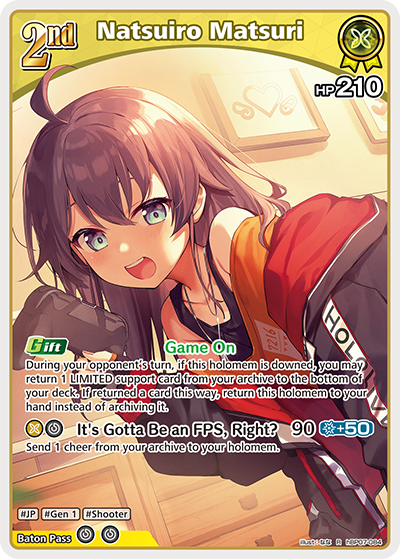 2nd Natsuiro Matsuri
HP210
HOLO
Gift Game On
During your opponent's turn, if this holomem is downed, you may
return 1 LIMITED support card from your archive to the bottom of
your deck. If returned a card this way, return this holomem to your
hand instead of archiving it.
It's Gotta Be an FPS, Right? 90 +50
Send 1 cheer from your archive to your holomem.
#JP #Gen 1 #Shooter
Baton Pass
R hBP07-084